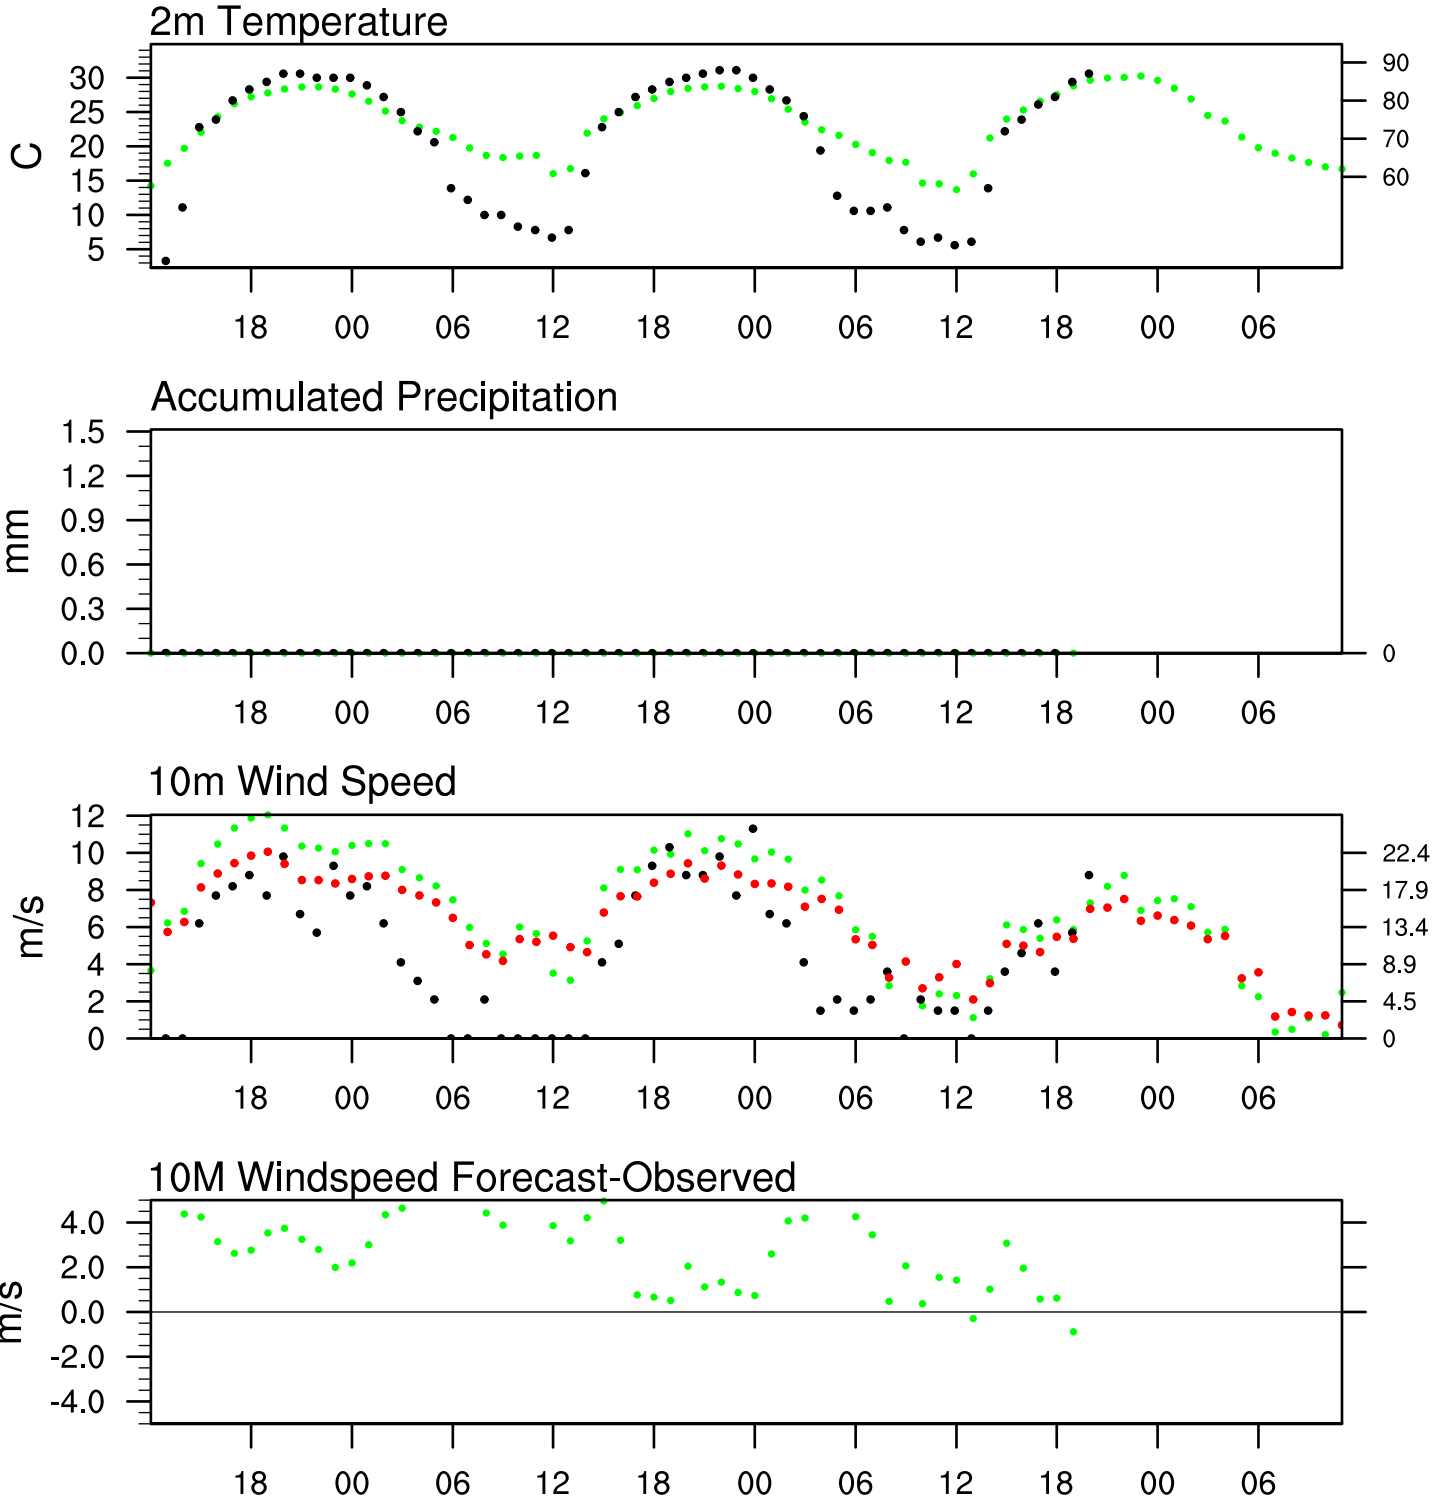 2m Temperature
C
30
25
20
15
10
5
90
80
70
60
18 00 06 12 18 00 06 12 18 00 06
Accumulated Precipitation
mm
1.5
1.2
0.9
0.6
0.3
0.0
0
18 00 06 12 18 00 06 12 18 00 06
10m Wind Speed
m/s
12
10
8
6
4
2
0
22.4
17.9
13.4
8.9
4.5
0
18 00 06 12 18 00 06 12 18 00 06
10M Windspeed Forecast-Observed
m/s
4.0
2.0
0.0
-2.0
-4.0
18 00 06 12 18 00 06 12 18 00 06